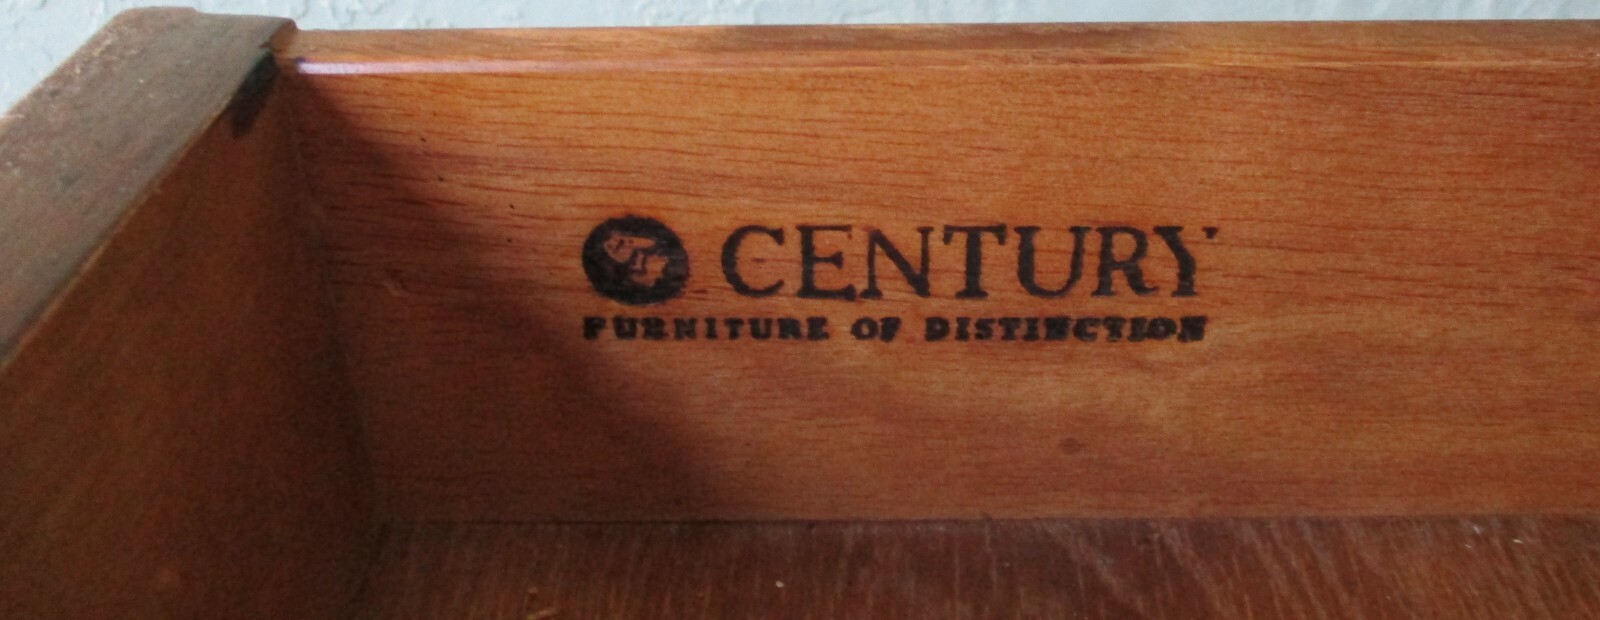 CENTURY
FURNITURE OF DISTINCTION